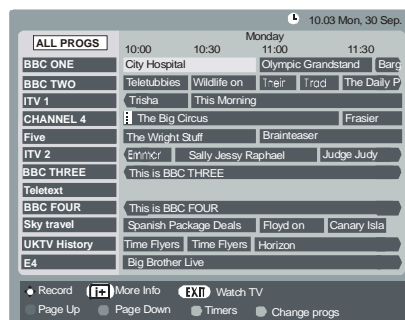 10.03 Mon, 30 Sep.
ALL PROGS
Monday
10:00 10:30 11:00 11:30
BBC ONE City Hospital Olympic Grandstand Barg
BBC TWO Teletubbies Wildlife on Their Trad The Daily P
ITV 1 Trisha This Morning
CHANNEL 4 The Big Circus Frasier
Five The Wright Stuff Brainteaser
ITV 2 Emmer Sally Jessy Raphael Judge Judy
BBC THREE This is BBC THREE
Teletext
BBC FOUR This is BBC FOUR
Sky travel Spanish Package Deals Floyd on Canary Isla
UKTV History Time Flyers Time Flyers Horizon
E4 Big Brother Live
Record i+ More Info EXIT Watch TV
Page Up Page Down Timers Change progs